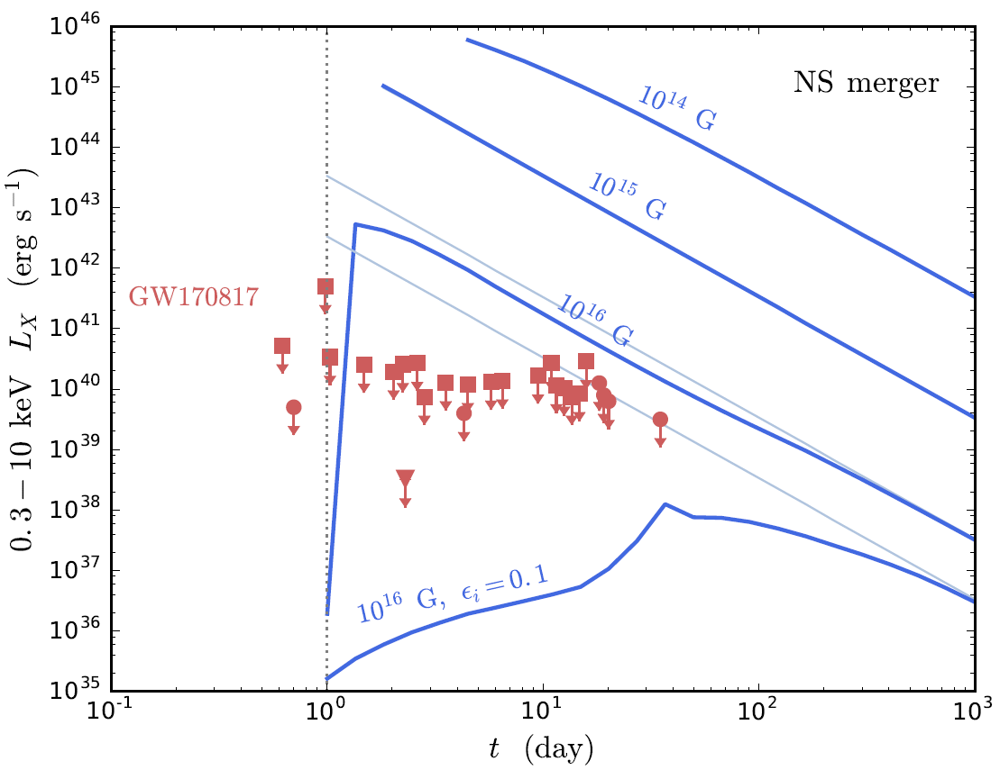 10^46
10^45
10^44
10^43
10^42
10^41
10^40
10^39
10^38
10^37
10^36
10^35
0.3 − 10 keV L_X (erg s^−1)
NS merger
10^14 G
10^15 G
10^16 G
GW170817
10^16 G, ϵ_i = 0.1
10^-1 10^0 10^1 10^2 10^3
t (day)